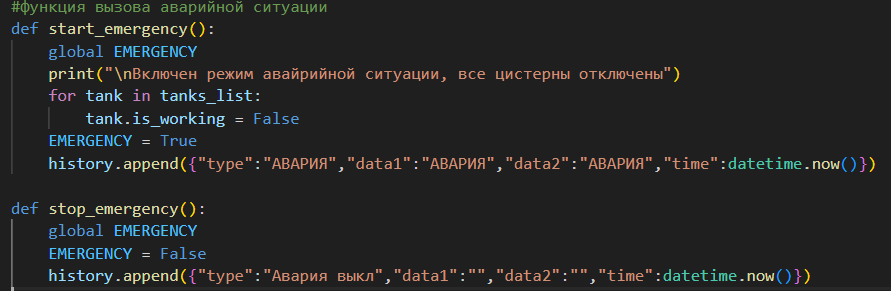 #функция вызова аварийной ситуации
def start_emergency():
    global EMERGENCY
    print("\nВключен режим авайрийной ситуации, все цистерны отключены")
    for tank in tanks_list:
        tank.is_working = False
    EMERGENCY = True
    history.append({"type":"АВАРИЯ","data1":"АВАРИЯ","data2":"АВАРИЯ","time":datetime.now()})
def stop_emergency():
    global EMERGENCY
    EMERGENCY = False
    history.append({"type":"Авария выкл","data1":"","data2":"","time":datetime.now()})